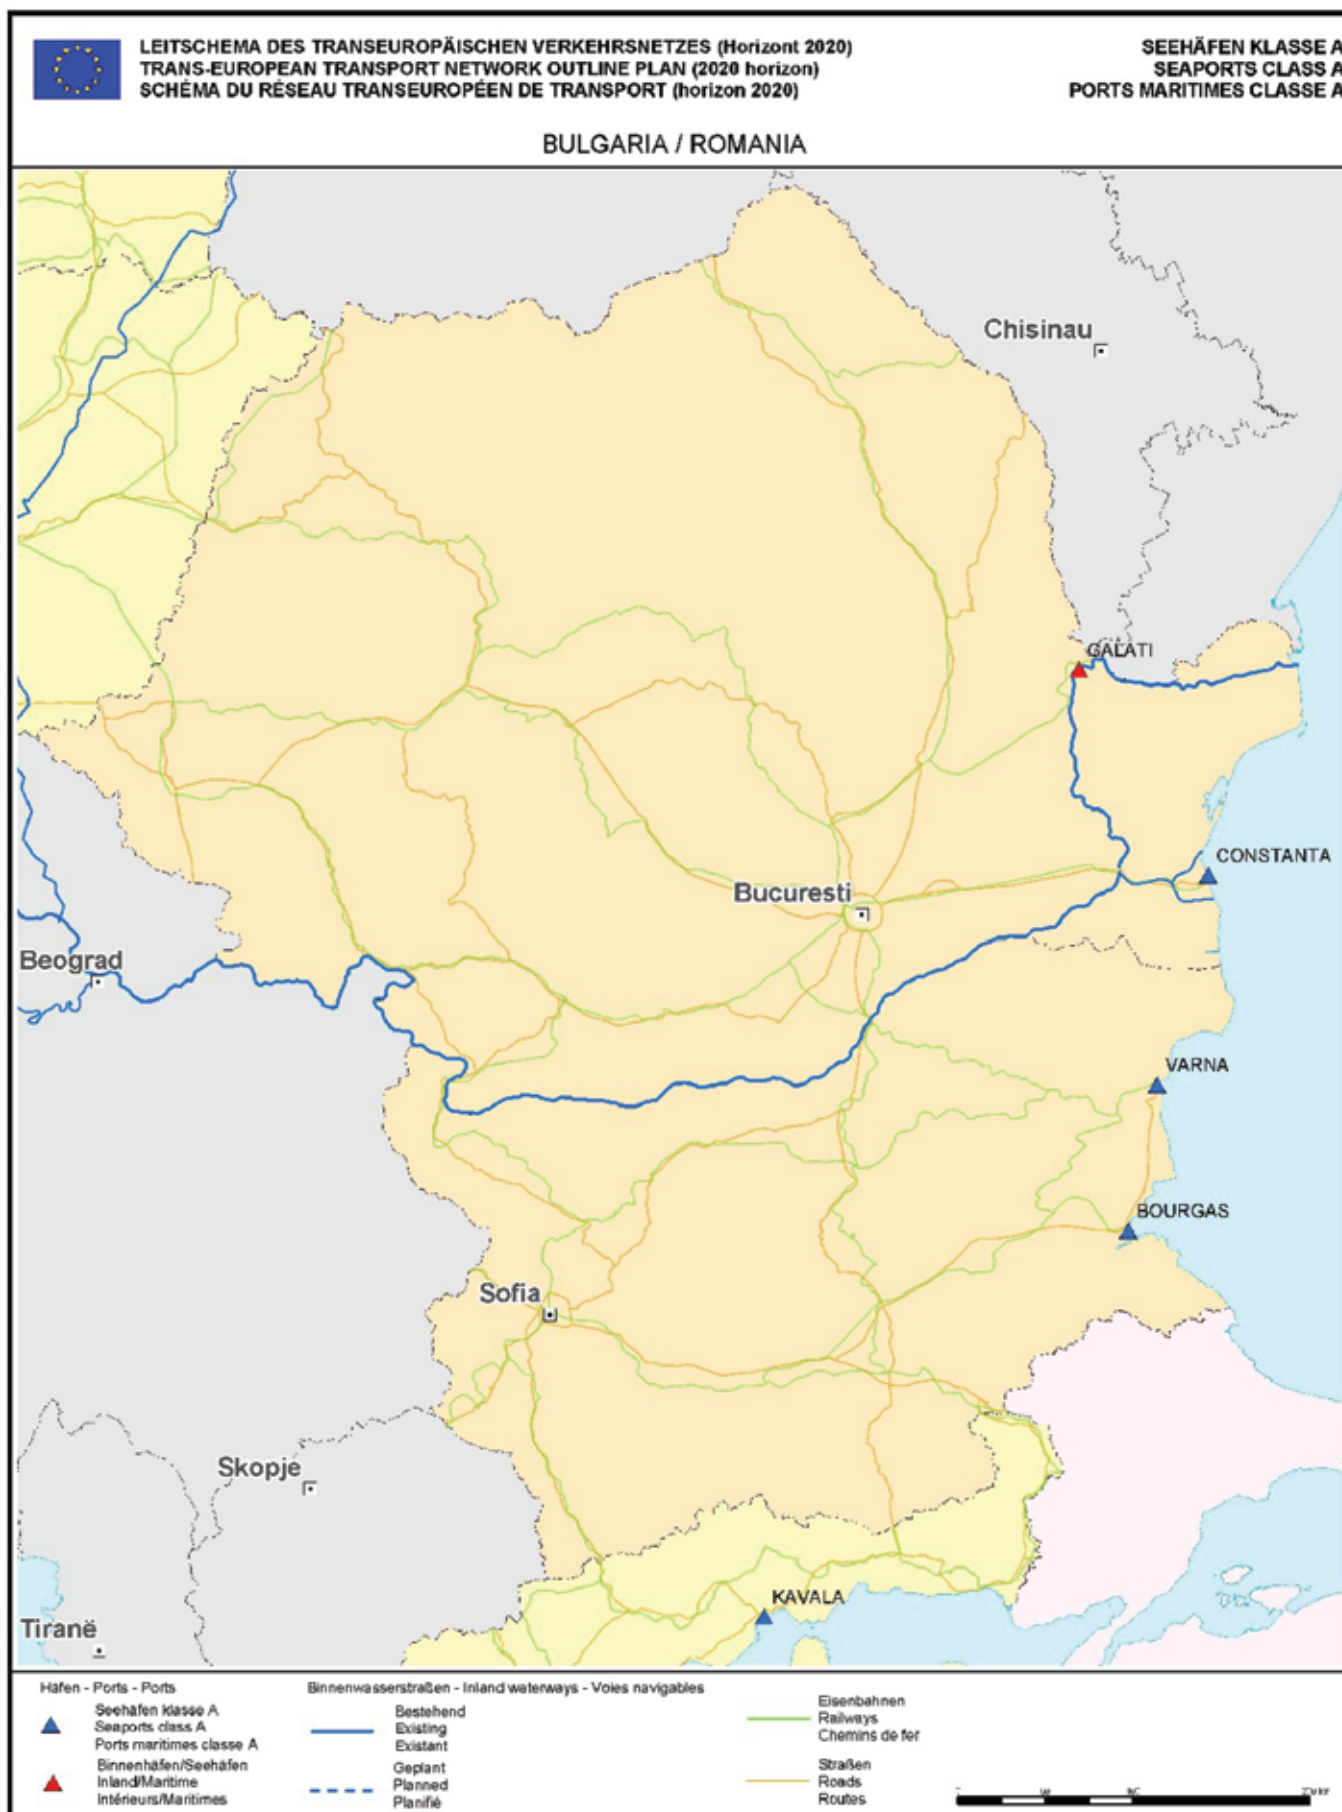 LEITSCHEMA DES TRANSEUROPÄISCHEN VERKEHRSNETZES (Horizont 2020)
TRANS-EUROPEAN TRANSPORT NETWORK OUTLINE PLAN (2020 horizon)
SCHÉMA DU RÉSEAU TRANSEUROPÉEN DE TRANSPORT (horizon 2020)
SEEHÄFEN KLASSE A
SEAPORTS CLASS A
PORTS MARITIMES CLASSE A
BULGARIA / ROMANIA
Chisinau
GALATI
CONSTANTA
Bucuresti
Beograd
VARNA
BOURGAS
Sofia
Skopje
KAVALA
Tiranë
Häfen - Ports - Ports
Seehäfen klasse A
Seaports class A
Ports maritimes classe A
Binnenhäfen/Seehäfen
Inland/Maritime
Intérieurs/Maritimes
Binnenwasserstraßen - Inland waterways - Voies navigables
Bestehend
Existing
Existant
Geplant
Planned
Planifié
Eisenbahnen
Railways
Chemins de fer
Straßen
Roads
Routes